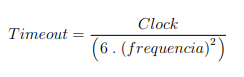 Timeout = Clock / (6 . (frequencia)²)